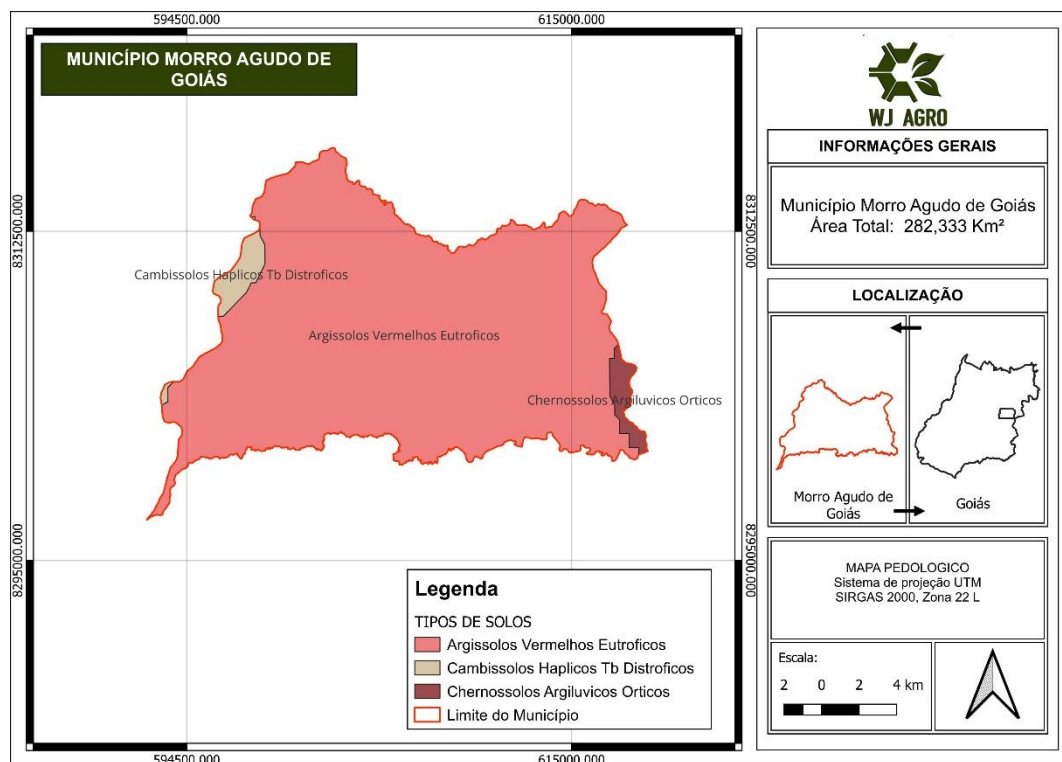 594500.000
615000.000
MUNICÍPIO MORRO AGUDO DE
GOIÁS
8312500.000
8312500.000
Cambissolos Haplicos Tb Distroficos
Argissolos Vermelhos Eutroficos
Chernossolos Argiluvicos Orticos
8295000.000
8295000.000
Legenda
TIPOS DE SOLOS
Argissolos Vermelhos Eutroficos
Cambissolos Haplicos Tb Distroficos
Chernossolos Argiluvicos Orticos
Limite do Município
594500.000
615000.000
WJ AGRO
INFORMAÇÕES GERAIS
Município Morro Agudo de Goiás
Área Total: 282,333 Km²
LOCALIZAÇÃO
Morro Agudo de
Goiás
Goiás
MAPA PEDOLOGICO
Sistema de projeção UTM
SIRGAS 2000, Zona 22 L
Escala:
2 0 2 4 km